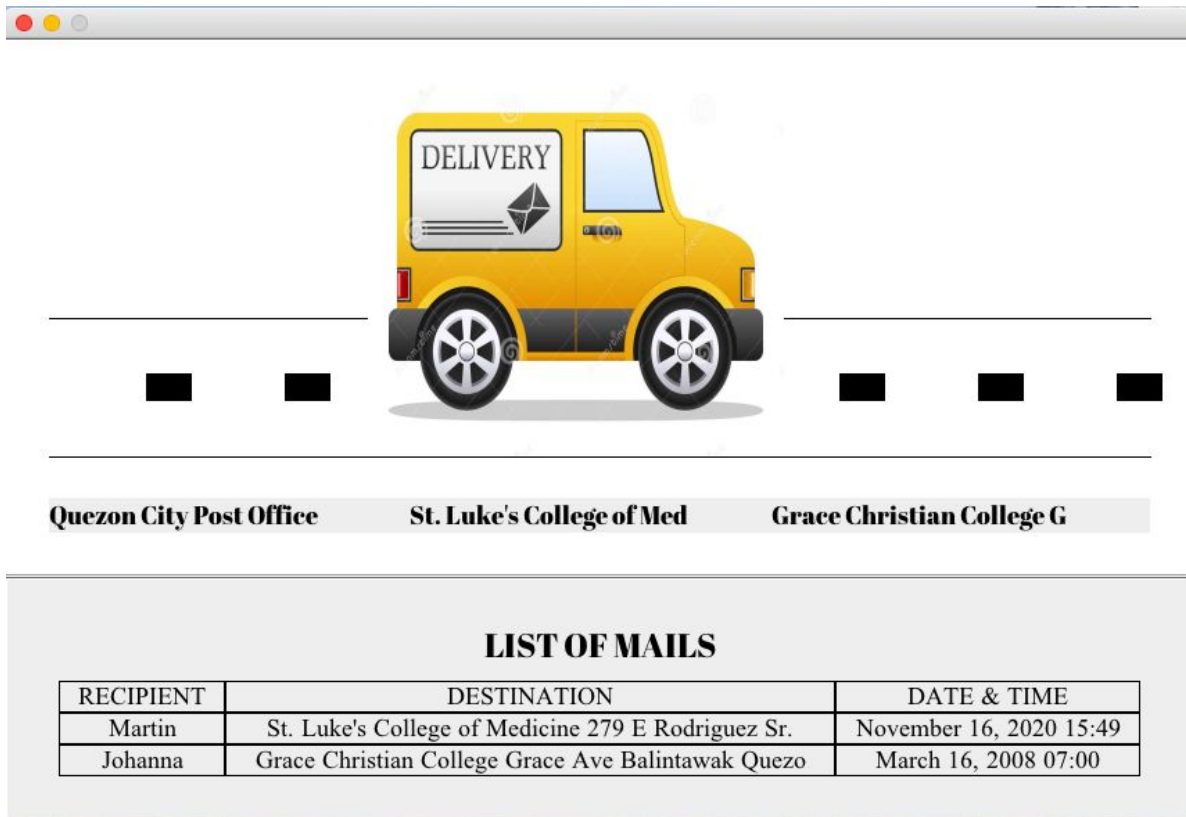 DELIVERY
Quezon City Post Office St. Luke's College of Med Grace Christian College G
LIST OF MAILS
RECIPIENT DESTINATION DATE & TIME
Martin St. Luke's College of Medicine 279 E Rodriguez Sr. November 16, 2020 15:49
Johanna Grace Christian College Grace Ave Balintawak Quezo March 16, 2008 07:00